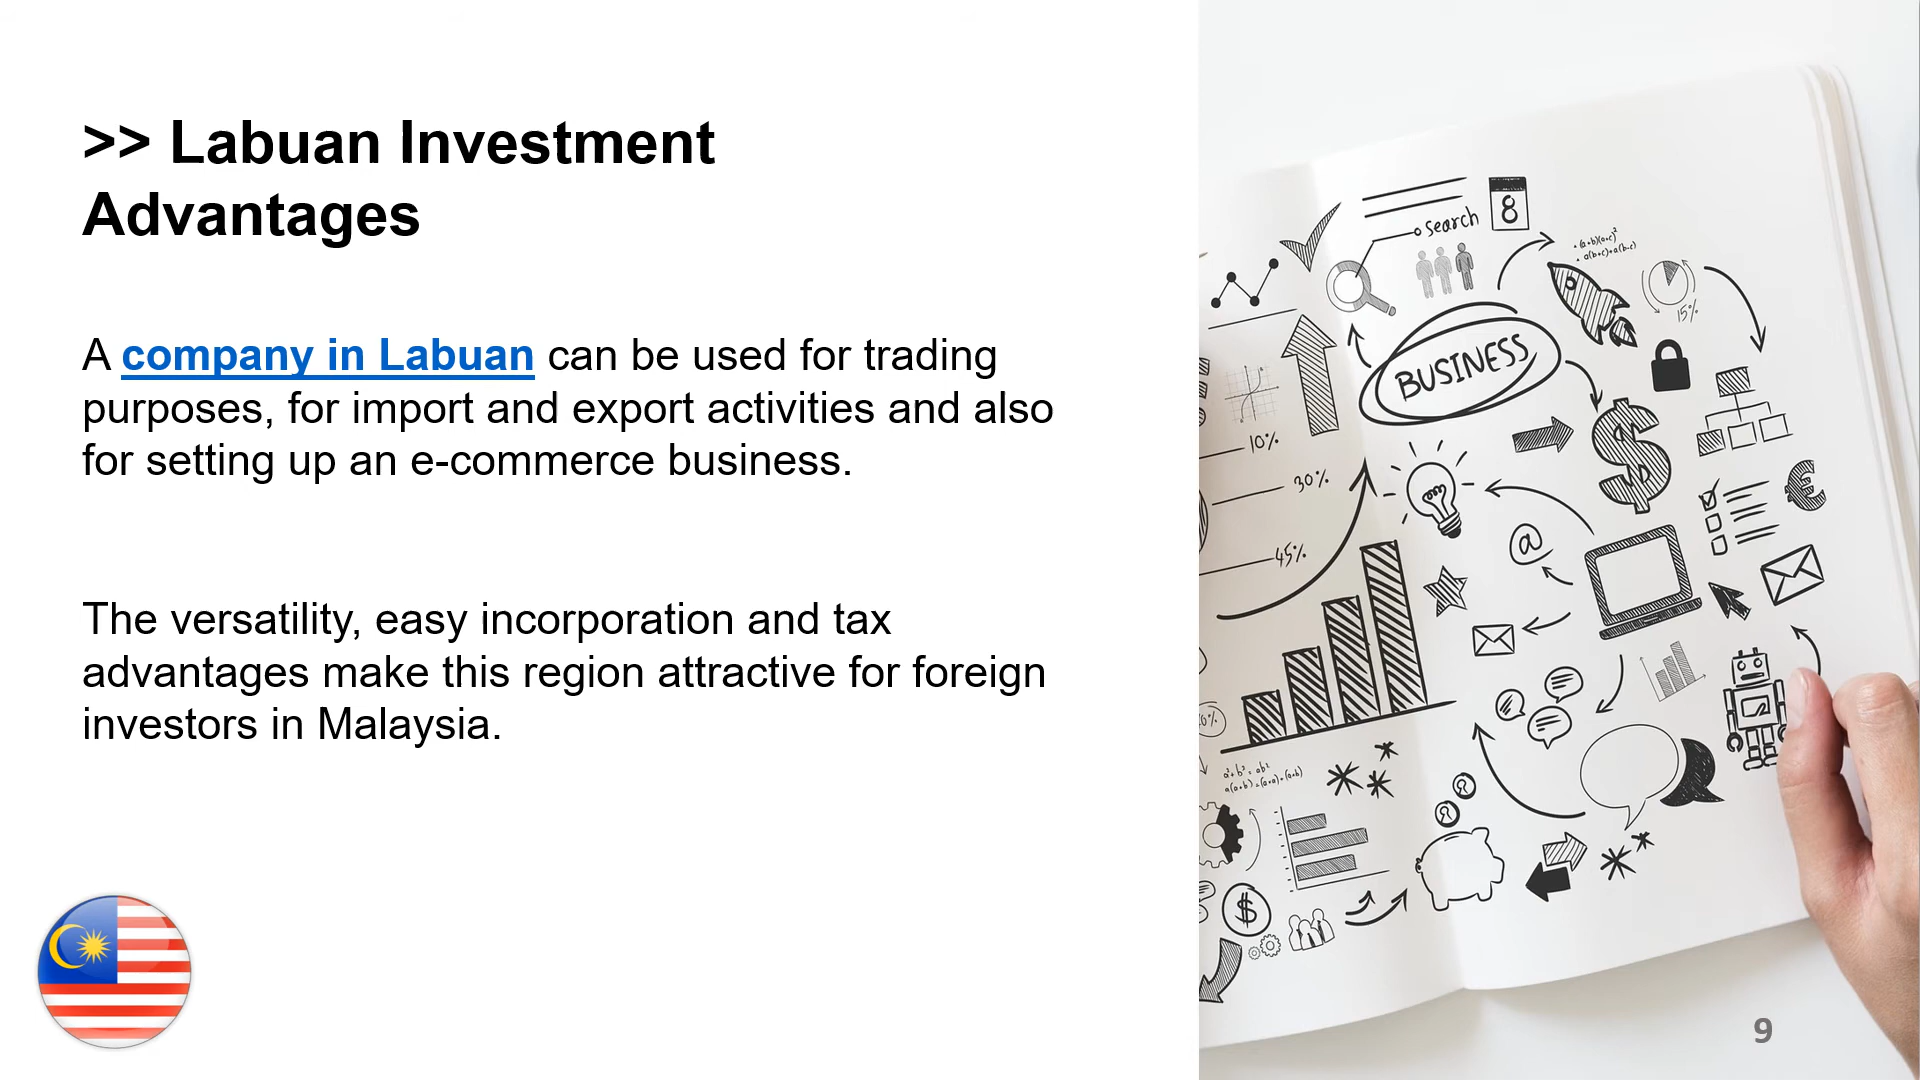 >> Labuan Investment
Advantages
A company in Labuan can be used for trading
purposes, for import and export activities and also
for setting up an e-commerce business.
The versatility, easy incorporation and tax
advantages make this region attractive for foreign
investors in Malaysia.
search
8
15%
BUSINESS
10%
30%
45%
@
$
9